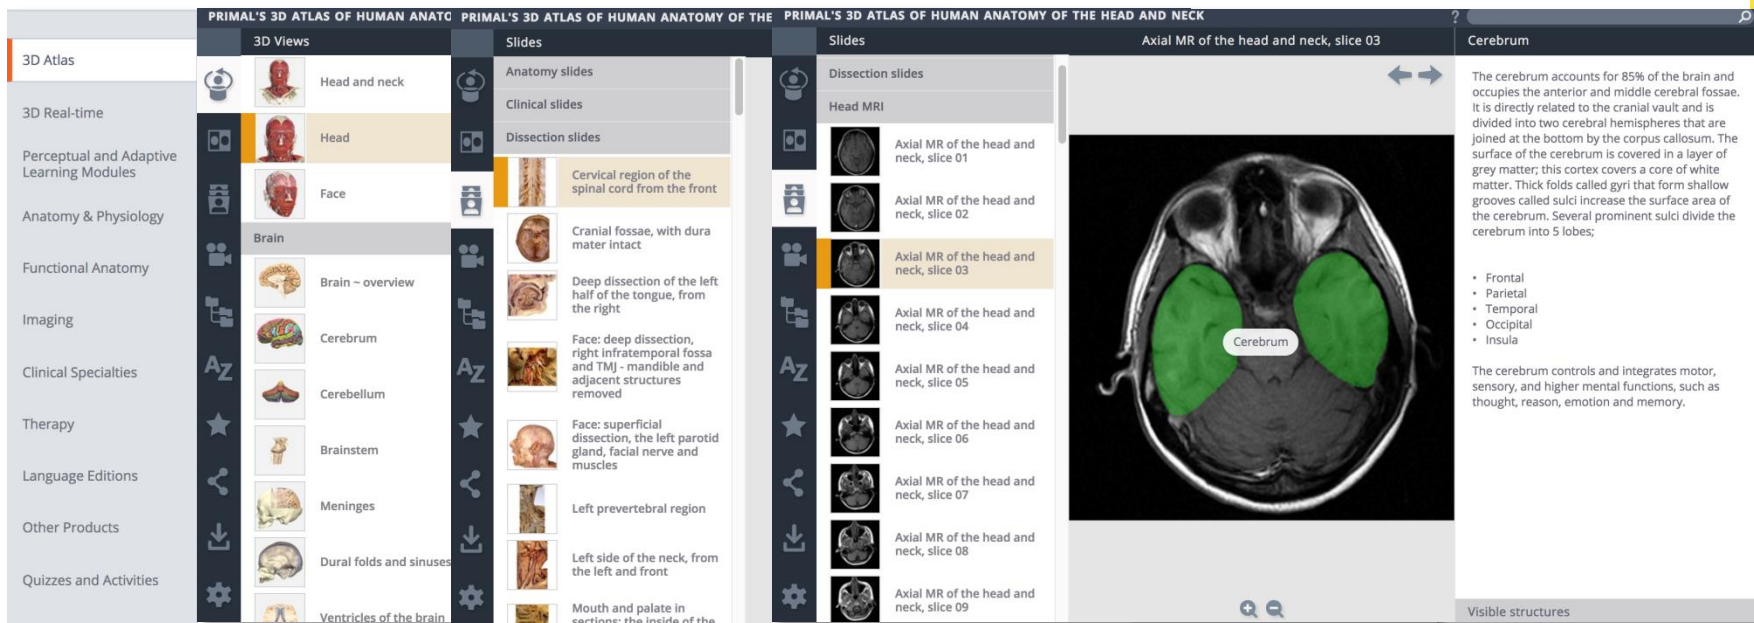 3D Atlas
3D Real-time
Perceptual and Adaptive
Learning Modules
Anatomy & Physiology
Functional Anatomy
Imaging
Clinical Specialties
Therapy
Language Editions
Other Products
Quizzes and Activities
PRIMAL'S 3D ATLAS OF HUMAN ANATO
3D Views
Head and neck
Head
Face
Brain
Brain ~ overview
Cerebrum
Cerebellum
Brainstem
Meninges
Dural folds and sinuses
Ventricles of the brain
AZ
PRIMAL'S 3D ATLAS OF HUMAN ANATOMY OF THE
Slides
Anatomy slides
Clinical slides
Dissection slides
Cervical region of the
spinal cord from the front
Cranial fossae, with dura
mater intact
Deep dissection of the left
half of the tongue, from
the right
Face: deep dissection,
right infratemporal fossa
and TMJ - mandible and
adjacent structures
removed
Face: superficial
dissection, the left parotid
gland, facial nerve and
muscles
Left prevertebral region
Left side of the neck, from
the left and front
Mouth and palate in
sections: the inside of the
AZ
PRIMAL'S 3D ATLAS OF HUMAN ANATOMY OF THE HEAD AND NECK
?
Slides
Dissection slides
Head MRI
Axial MR of the head and
neck, slice 01
Axial MR of the head and
neck, slice 02
Axial MR of the head and
neck, slice 03
Axial MR of the head and
neck, slice 04
Axial MR of the head and
neck, slice 05
Axial MR of the head and
neck, slice 06
Axial MR of the head and
neck, slice 07
Axial MR of the head and
neck, slice 08
Axial MR of the head and
neck, slice 09
AZ
Axial MR of the head and neck, slice 03
Cerebrum
Cerebrum
The cerebrum accounts for 85% of the brain and
occupies the anterior and middle cerebral fossae.
It is directly related to the cranial vault and is
divided into two cerebral hemispheres that are
joined at the bottom by the corpus callosum. The
surface of the cerebrum is covered in a layer of
grey matter; this cortex covers a core of white
matter. Thick folds called gyri that form shallow
grooves called sulci increase the surface area of
the cerebrum. Several prominent sulci divide the
cerebrum into 5 lobes;
• Frontal
• Parietal
• Temporal
• Occipital
• Insula
The cerebrum controls and integrates motor,
sensory, and higher mental functions, such as
thought, reason, emotion and memory.
Visible structures